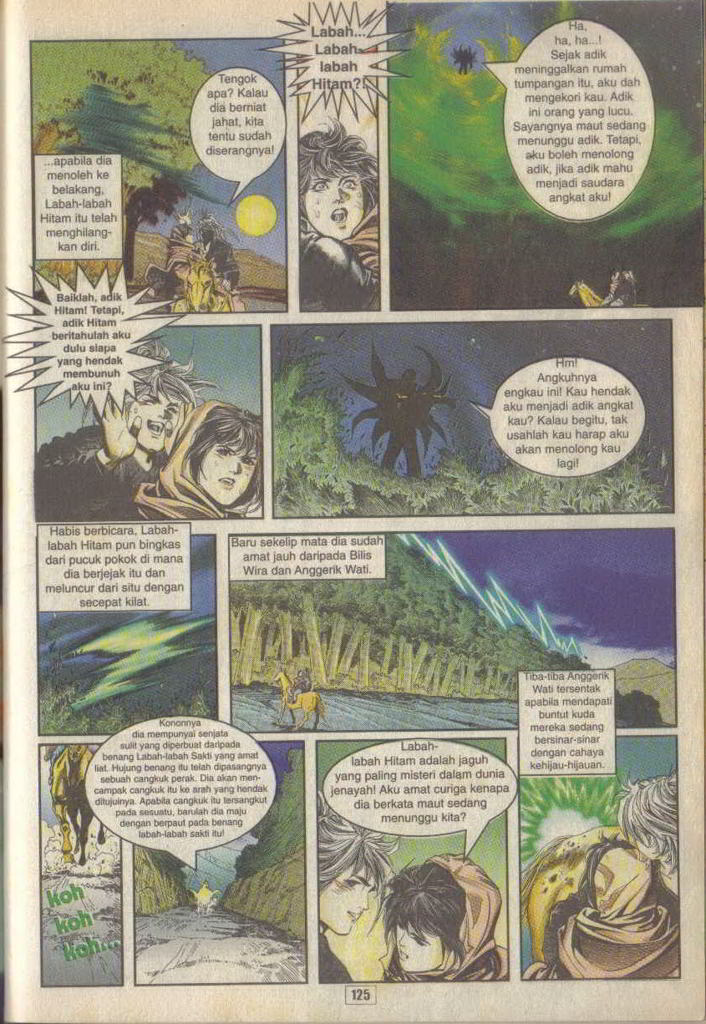 ...apabila dia
menoleh ke
belakang,
Labah-labah
Hitam itu telah
menghilang-
kan diri.
Tengok
apa? Kalau
dia berniat
jahat, kita
tentu sudah
diserangnya!
Labah...
Labah-
labah
Hitam?!
Ha,
ha, ha...!
Sejak adik
meninggalkan rumah
tumpangan itu, aku dah
mengekori kau. Adik
ini orang yang lucu.
Sayangnya maut sedang
menunggu adik. Tetapi,
aku boleh menolong
adik, jika adik mahu
menjadi saudara
angkat aku!
Baiklah, adik
Hitam! Tetapi,
adik Hitam
beritahulah aku
dulu siapa
yang hendak
membunuh
aku ini?
Hm!
Angkuhnya
engkau ini! Kau hendak
aku menjadi adik angkat
kau? Kalau begitu, tak
usahlah kau harap aku
akan menolong kau
lagi!
Habis berbicara, Labah-
labah Hitam pun bingkas
dari pucuk pokok di mana
dia berjejak itu dan
meluncur dari situ dengan
secepat kilat.
Baru sekelip mata dia sudah
amat jauh daripada Bilis
Wira dan Anggerik Wati.
koh
koh
koh...
Kononnya
dia mempunyai senjata
sulit yang diperbuat daripada
benang Labah-labah Sakti yang amat
liat. Hujung benang itu telah dipasangnya
sebuah cangkuk perak. Dia akan men-
campak cangkuk itu ke arah yang hendak
ditujuinya. Apabila cangkuk itu tersangkut
pada sesuatu, barulah dia maju
dengan berpaut pada benang
labah-labah sakti itu!
Labah-
labah Hitam adalah jaguh
yang paling misteri dalam dunia
jenayah! Aku amat curiga kenapa
dia berkata maut sedang
menunggu kita?
Tiba-tiba Anggerik
Wati tersentak
apabila mendapati
buntut kuda
mereka sedang
bersinar-sinar
dengan cahaya
kehijau-hijauan.
125